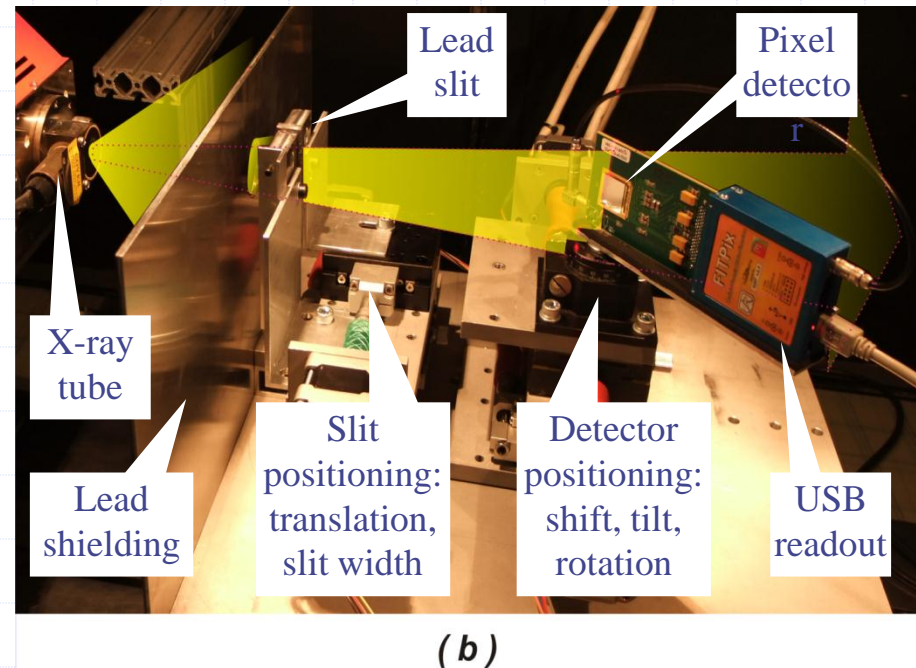 Lead
slit
Pixel
detecto
r
X-ray
tube
FITPix
Lead
shielding
Slit
positioning:
translation,
slit width
Detector
positioning:
shift, tilt,
rotation
USB
readout
(b)